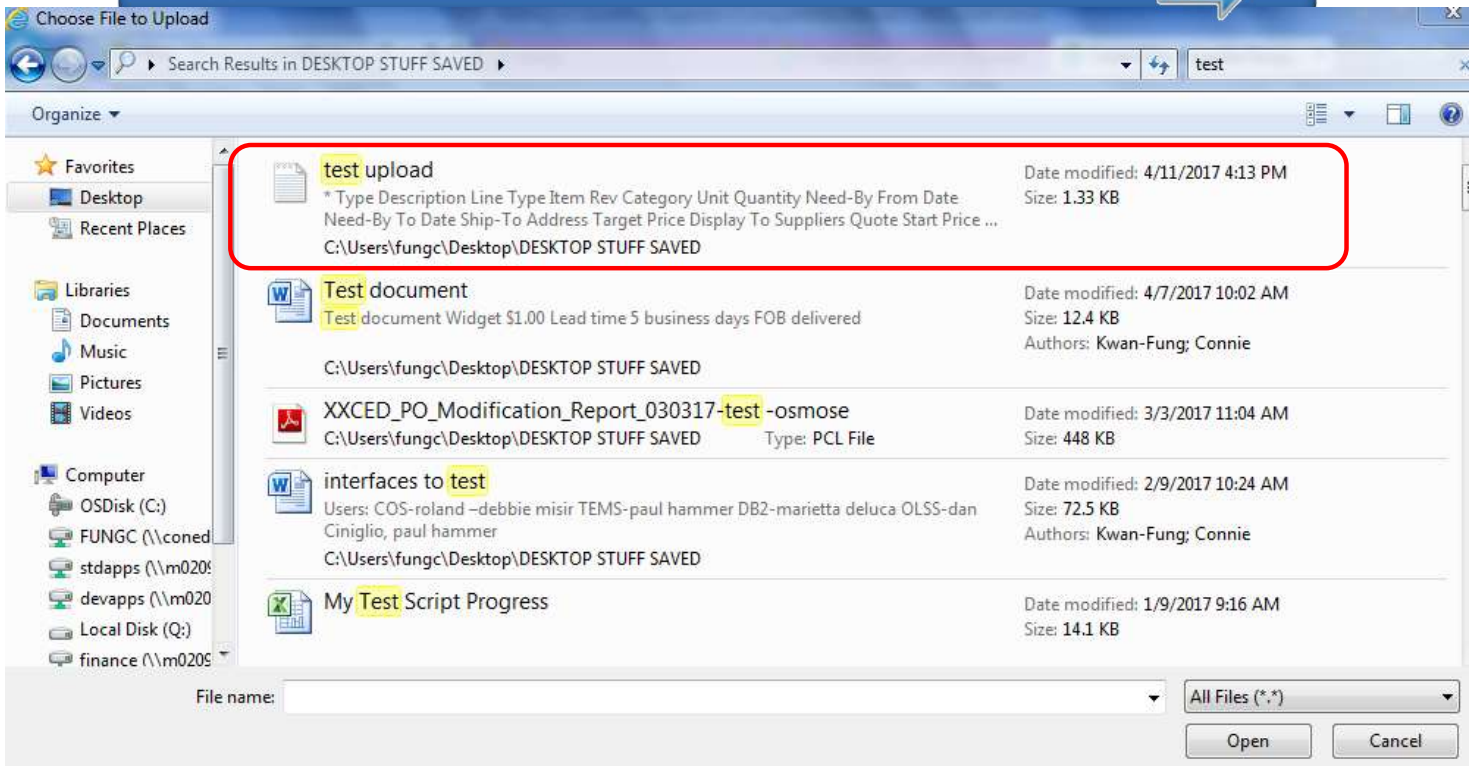 Choose File to Upload
Search Results in DESKTOP STUFF SAVED
test
Organize
Favorites
Desktop
Recent Places
Libraries
Documents
Music
Pictures
Videos
Computer
OSDisk (C:)
FUNGC (\\coned
stdapps (\\m0209
devapps (\\m020
Local Disk (Q:)
finance (\\m0209
test upload
* Type Description Line Type Item Rev Category Unit Quantity Need-By From Date
Need-By To Date Ship-To Address Target Price Display To Suppliers Quote Start Price ...
C:\Users\fungc\Desktop\DESKTOP STUFF SAVED
Date modified: 4/11/2017 4:13 PM
Size: 1.33 KB
Test document
Test document Widget $1.00 Lead time 5 business days FOB delivered
C:\Users\fungc\Desktop\DESKTOP STUFF SAVED
Date modified: 4/7/2017 10:02 AM
Size: 12.4 KB
Authors: Kwan-Fung; Connie
XXCED_PO_Modification_Report_030317-test -osmose
C:\Users\fungc\Desktop\DESKTOP STUFF SAVED Type: PCL File
Date modified: 3/3/2017 11:04 AM
Size: 448 KB
interfaces to test
Users: COS-roland –debbie misir TEMS-paul hammer DB2-marietta deluca OLSS-dan
Ciniglio, paul hammer
C:\Users\fungc\Desktop\DESKTOP STUFF SAVED
Date modified: 2/9/2017 10:24 AM
Size: 72.5 KB
Authors: Kwan-Fung; Connie
My Test Script Progress
Date modified: 1/9/2017 9:16 AM
Size: 14.1 KB
File name:
All Files (*.*)
Open
Cancel